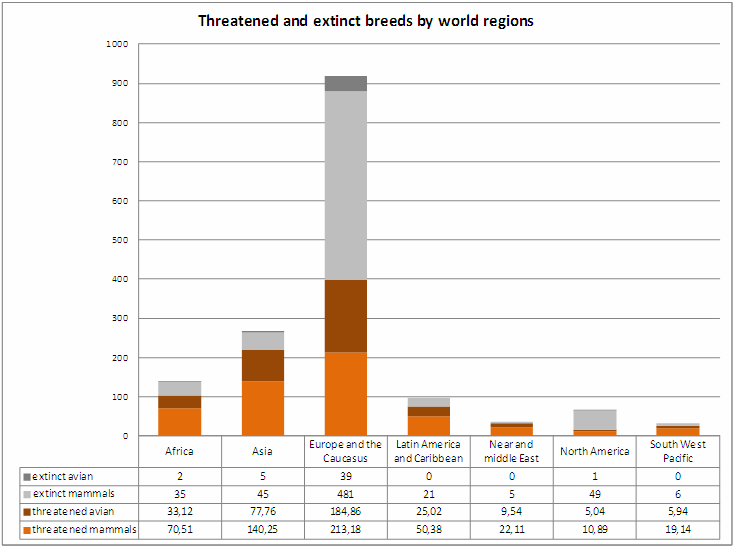 Threatened and extinct breeds by world regions
1000
900
800
700
600
500
400
300
200
100
0
Africa Asia Europe and the Caucasus Latin America and Caribbean Near and middle East North America South West Pacific
extinct avian 2 5 39 0 0 1 0
extinct mammals 35 45 481 21 5 49 6
threatened avian 33,12 77,76 184,86 25,02 9,54 5,04 5,94
threatened mammals 70,51 140,25 213,18 50,38 22,11 10,89 19,14